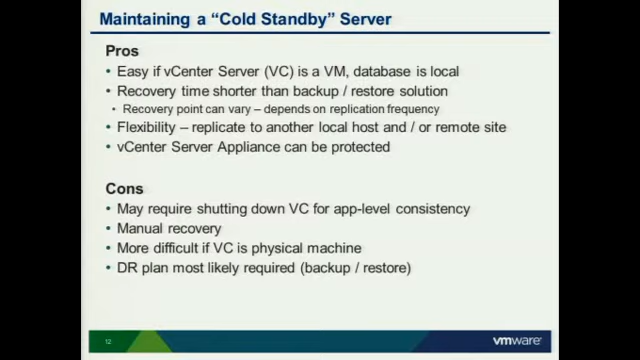 Maintaining a “Cold Standby” Server
Pros
• Easy if vCenter Server (VC) is a VM, database is local
• Recovery time shorter than backup / restore solution
• Recovery point can vary – depends on replication frequency
• Flexibility – replicate to another local host and / or remote site
• vCenter Server Appliance can be protected
Cons
• May require shutting down VC for app-level consistency
• Manual recovery
• More difficult if VC is physical machine
• DR plan most likely required (backup / restore)
12
vmware